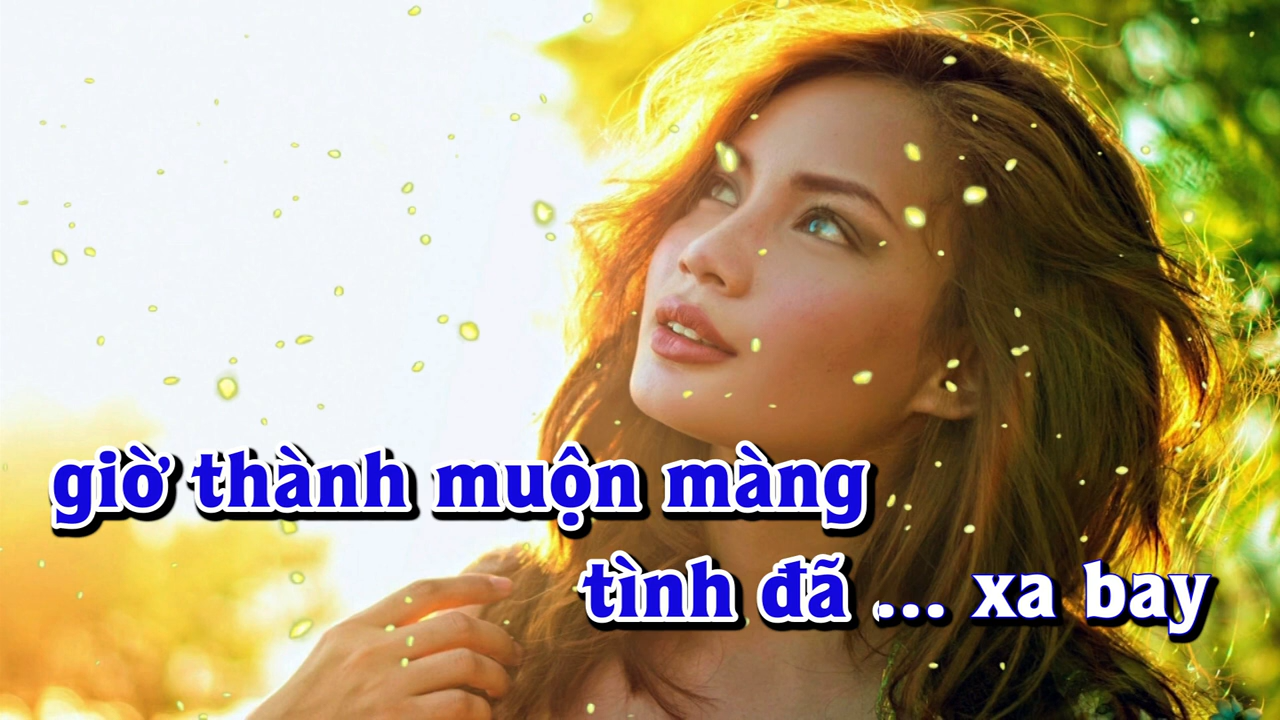 giờ thành muộn màng
tình đã ... xa bay